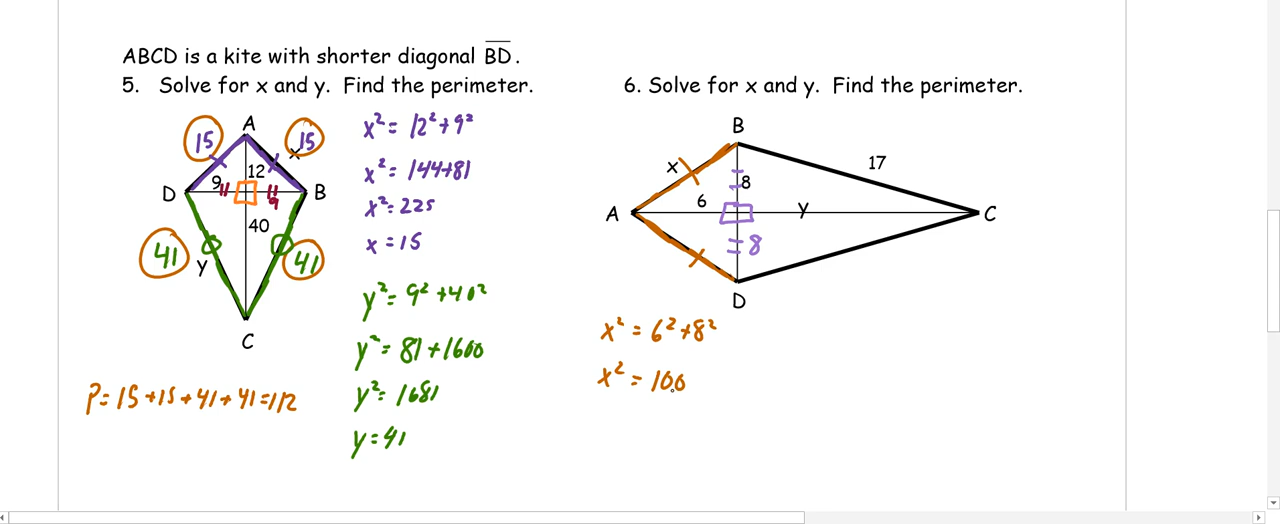 ABCD is a kite with shorter diagonal BD.
5. Solve for x and y. Find the perimeter.
A
15
15
x
12
9
9
D
B
40
41
41
y
C
x² = 12² + 9²
x² = 144+81
x² = 225
x = 15
y² = 9² + 40²
y² = 81 + 1600
y² = 1681
y = 41
P = 15 + 15 + 41 + 41 = 112
6. Solve for x and y. Find the perimeter.
B
x
17
8
6
A
y
C
8
D
x² = 6² + 8²
x² = 100